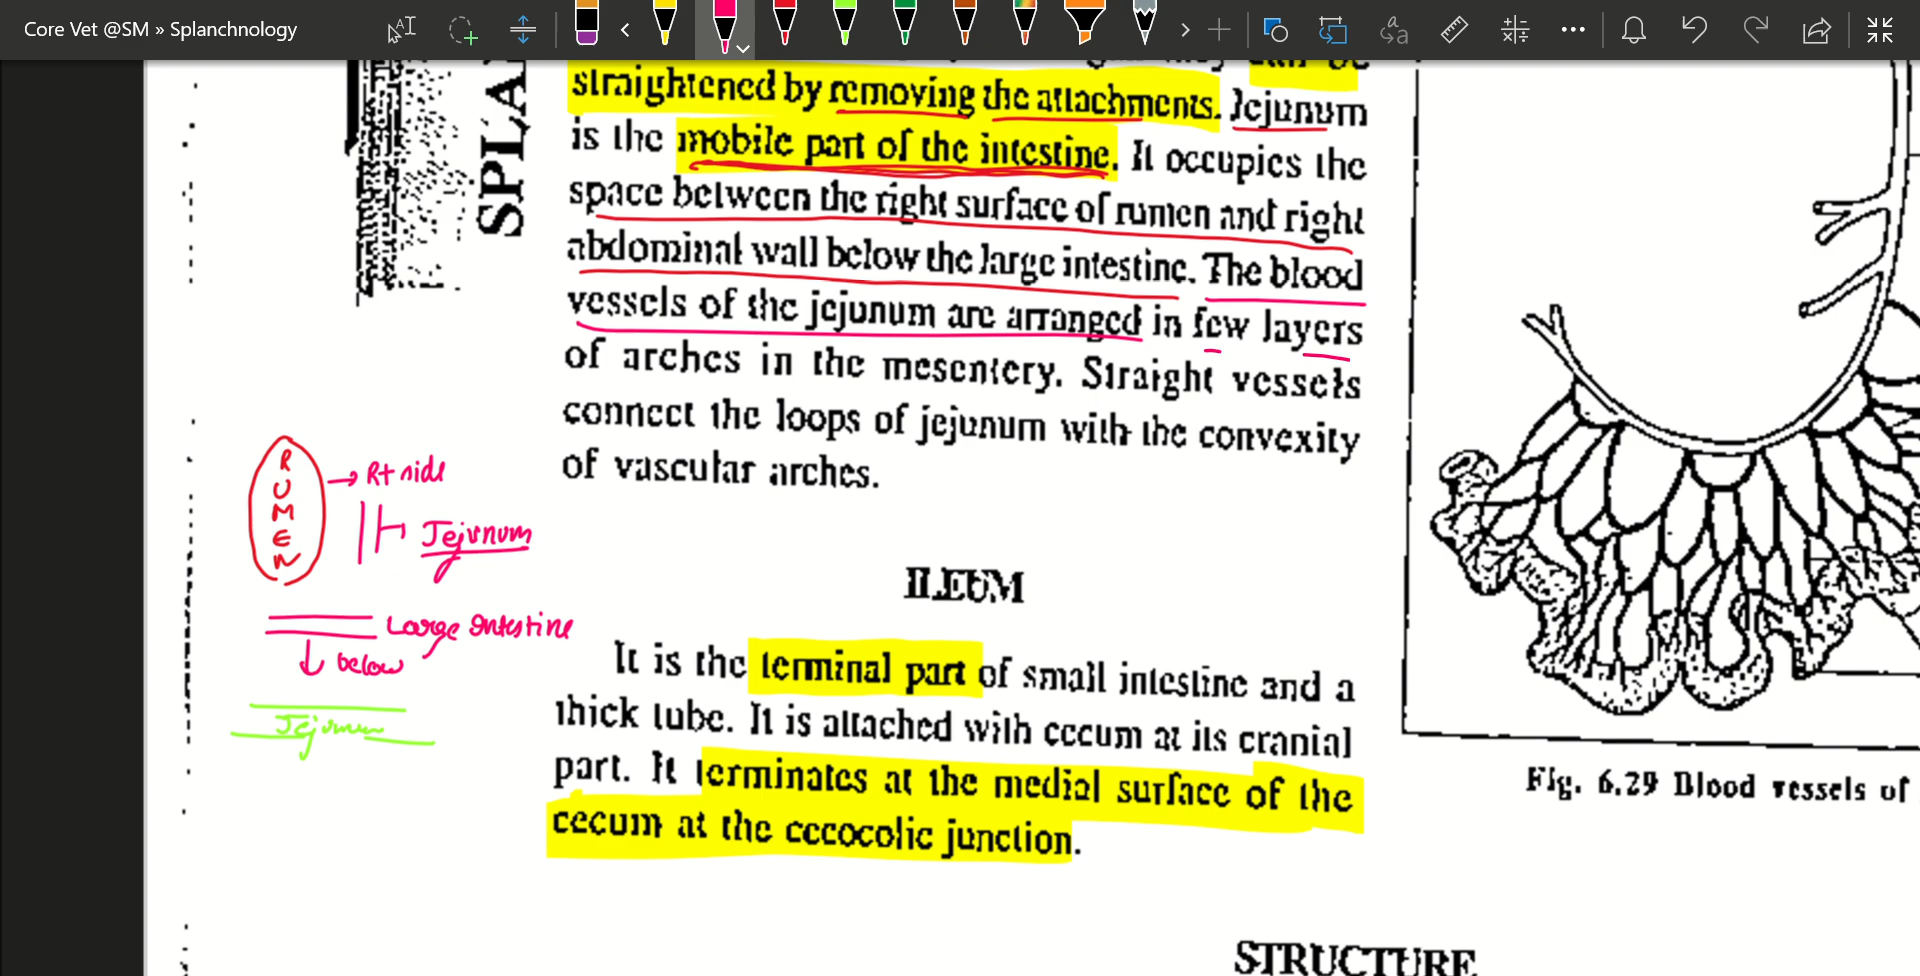 Core Vet @SM » Splanchnology
SPLA
straightened by removing the attachments. Jejunum
is the mobile part of the intestine. It occupies the
space between the right surface of rumen and right
abdominal wall below the large intestine. The blood
vessels of the jejunum are arranged in few layers
of arches in the mesentery. Straight vessels
connect the loops of jejunum with the convexity
of vascular arches.
RUMEN
Rt side
Jejunum
Large Intestine
below
Jejunum
ILEUM
It is the terminal part of small intestine and a
thick tube. It is attached with cecum at its cranial
part. It terminates at the medial surface of the
cecum at the cecocolic junction.
Fig. 6.29 Blood vessels of
STRUCTURE